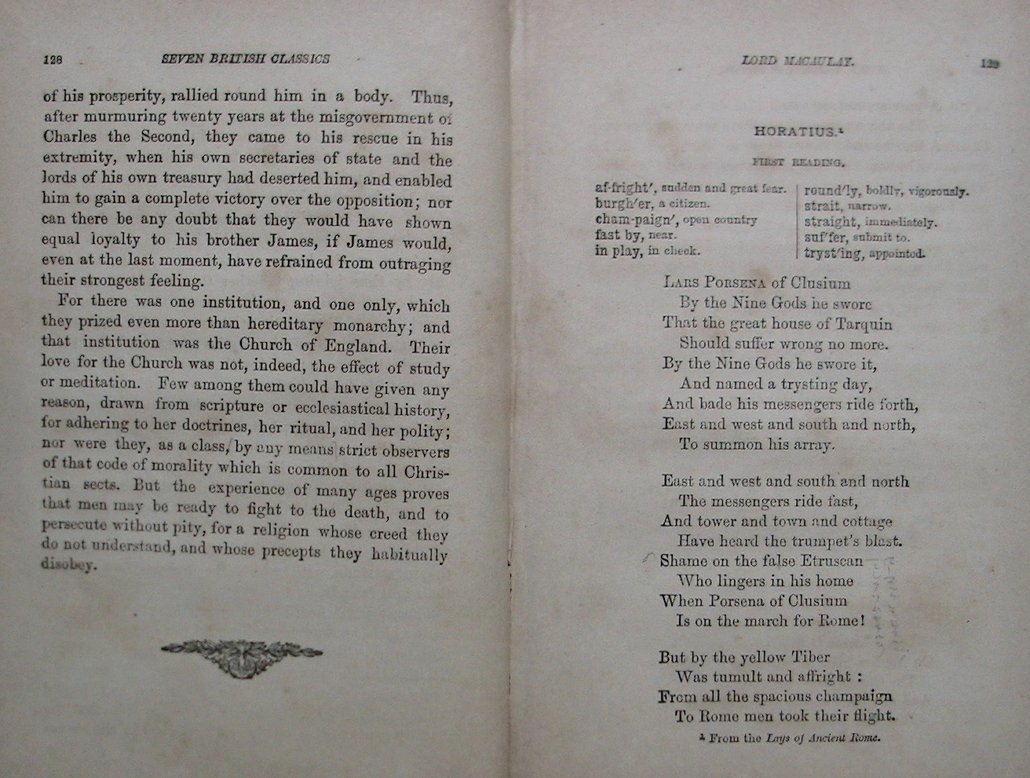 128
SEVEN BRITISH CLASSICS
of his prosperity, rallied round him in a body. Thus,
after murmuring twenty years at the misgovernment of
Charles the Second, they came to his rescue in his
extremity, when his own secretaries of state and the
lords of his own treasury had deserted him, and enabled
him to gain a complete victory over the opposition; nor
can there be any doubt that they would have shown
equal loyalty to his brother James, if James would,
even at the last moment, have refrained from outraging
their strongest feeling.
For there was one institution, and one only, which
they prized even more than hereditary monarchy; and
that institution was the Church of England. Their
love for the Church was not, indeed, the effect of study
or meditation. Few among them could have given any
reason, drawn from scripture or ecclesiastical history,
for adhering to her doctrines, her ritual, and her polity;
nor were they, as a class, by any means strict observers
of that code of morality which is common to all Chris-
tian sects. But the experience of many ages proves
that men may be ready to fight to the death, and to
persecute without pity, for a religion whose creed they
do not understand, and whose precepts they habitually
disobey.
LORD MACAULAY.
129
HORATIUS.¹
FIRST READING.
af-fright′, sudden and great fear.
burgh′er, a citizen.
cham-paign′, open country
fast by, near.
in play, in check.
round′ly, boldly, vigorously.
strait, narrow.
straight, immediately.
suf′fer, submit to.
tryst′ing, appointed.
LARS PORSENA of Clusium
By the Nine Gods he swore
That the great house of Tarquin
Should suffer wrong no more.
By the Nine Gods he swore it,
And named a trysting day,
And bade his messengers ride forth,
East and west and south and north,
To summon his array.
East and west and south and north
The messengers ride fast,
And tower and town and cottage
Have heard the trumpet's blast.
Shame on the false Etruscan
Who lingers in his home
When Porsena of Clusium
Is on the march for Rome!
But by the yellow Tiber
Was tumult and affright :
From all the spacious champaign
To Rome men took their flight.
¹ From the Lays of Ancient Rome.